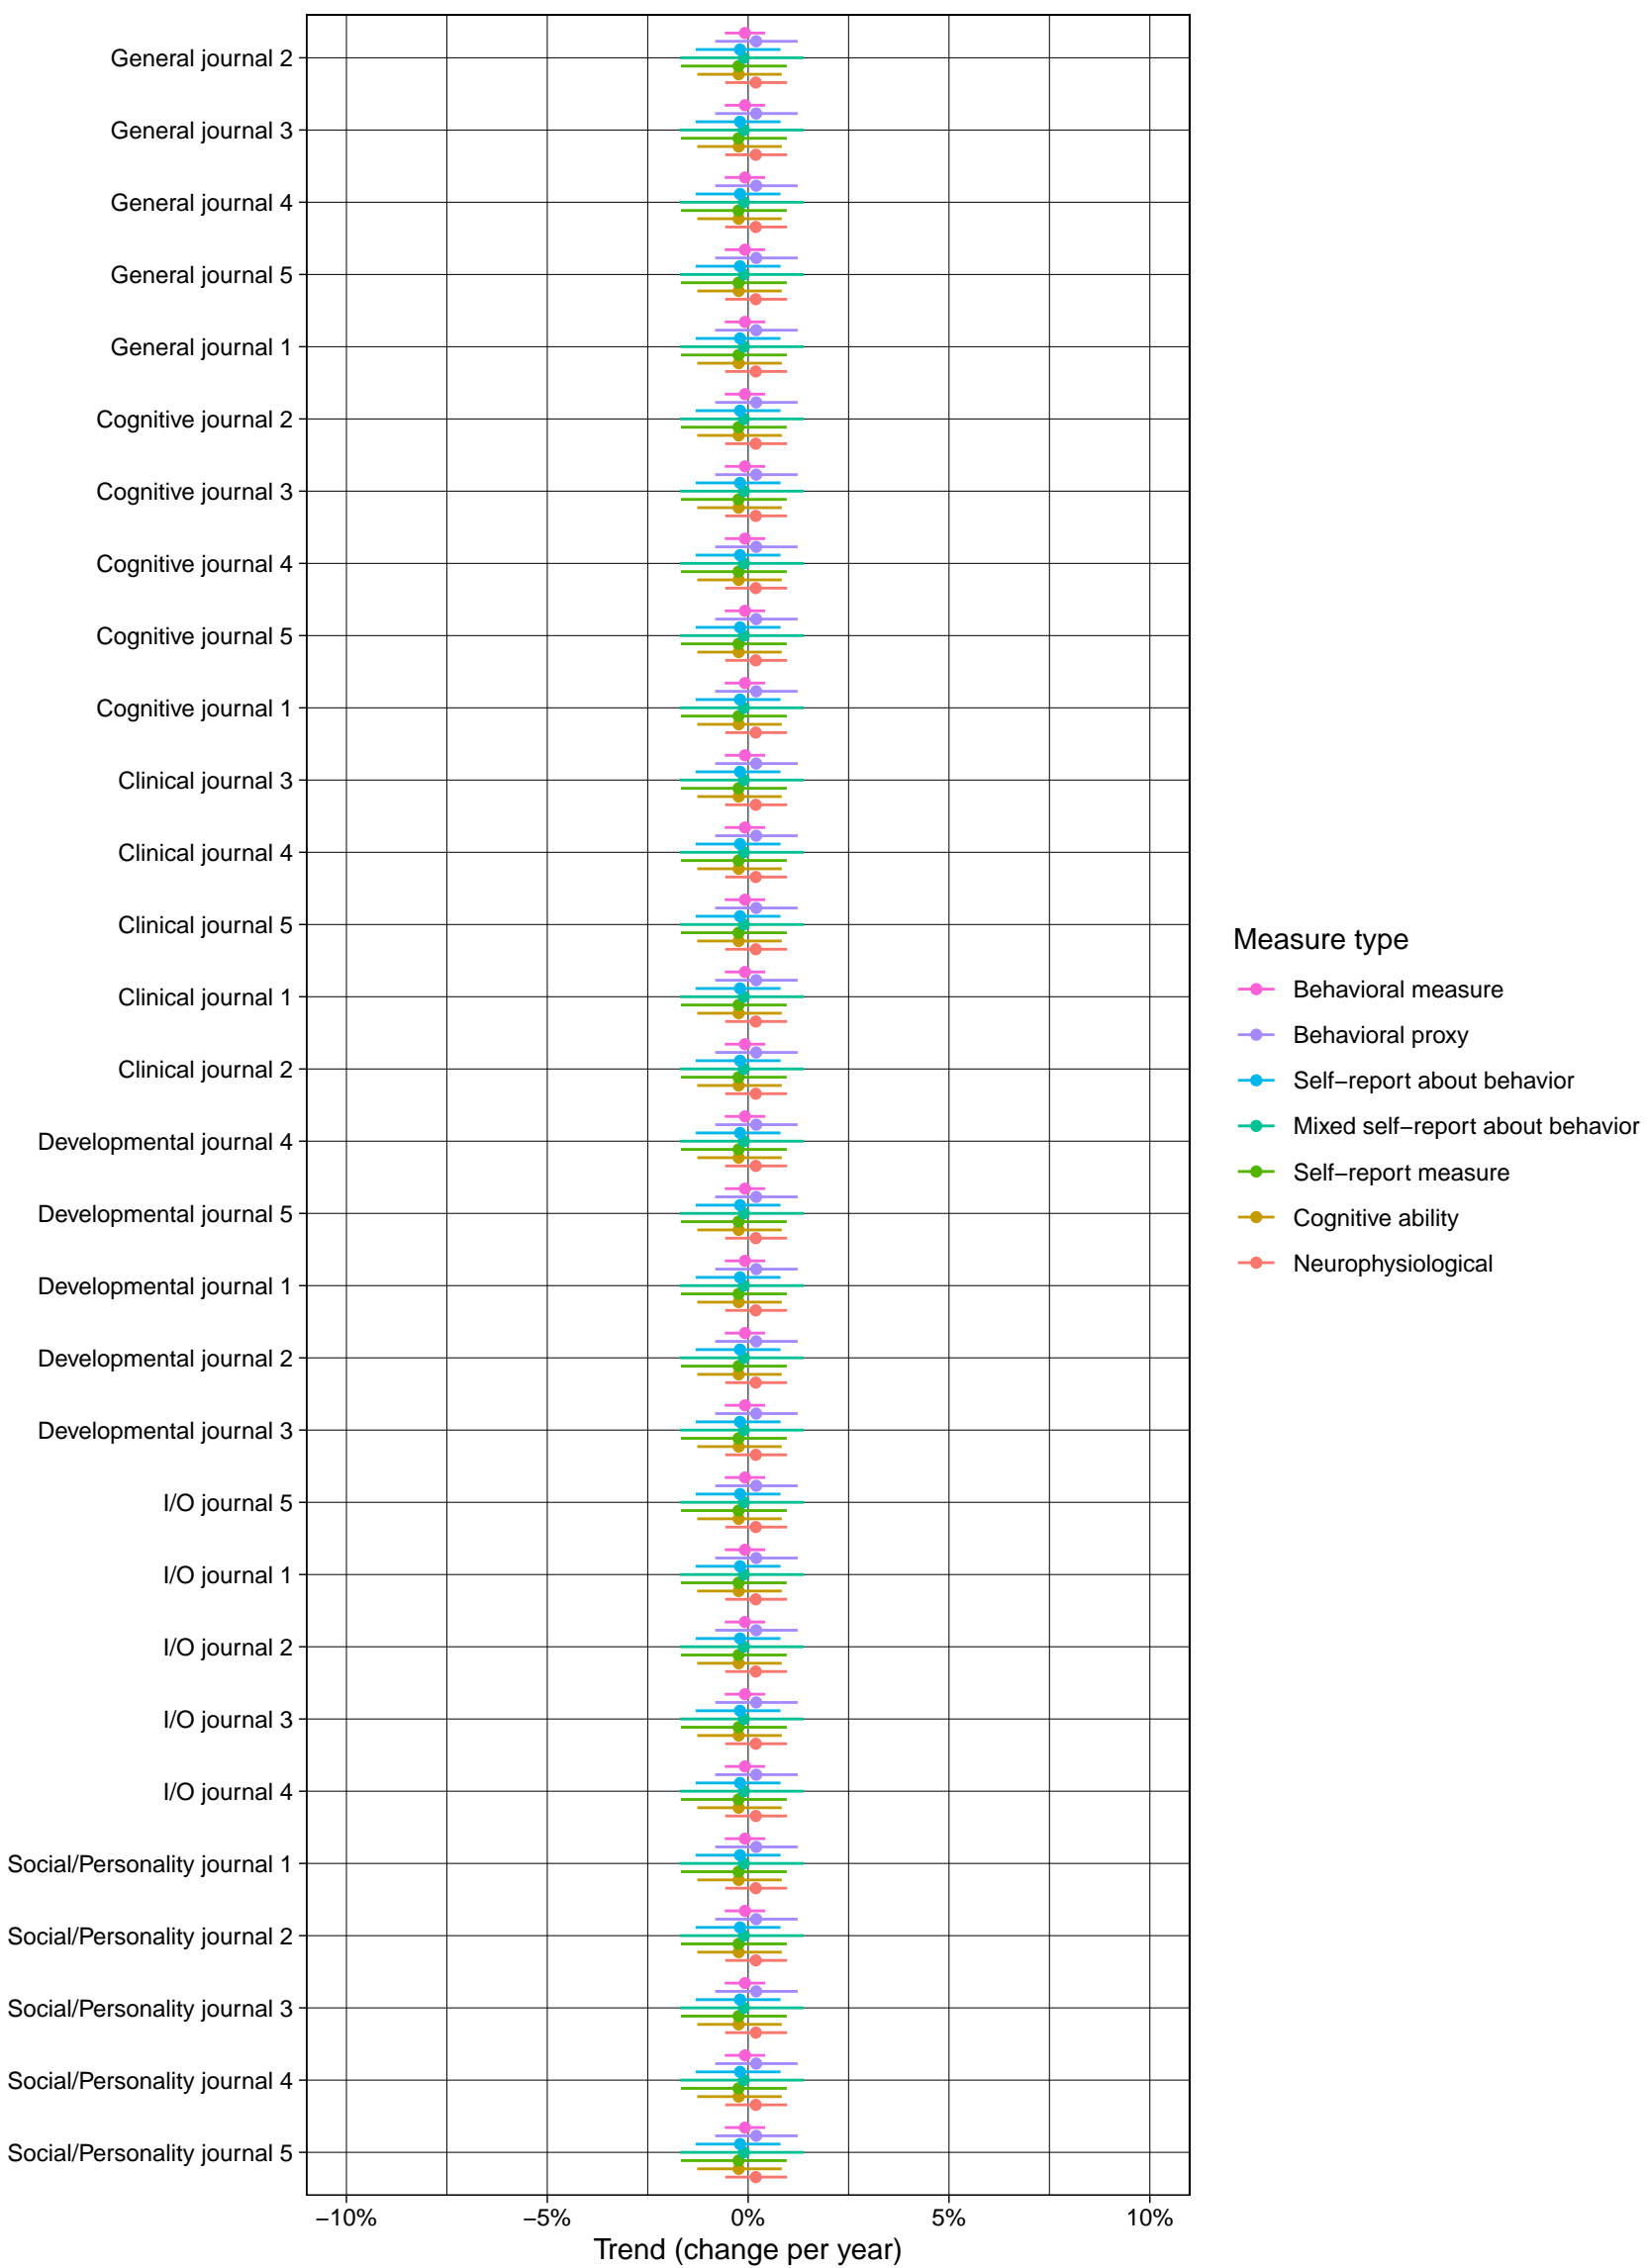 General journal 2
General journal 3
General journal 4
General journal 5
General journal 1
Cognitive journal 2
Cognitive journal 3
Cognitive journal 4
Cognitive journal 5
Cognitive journal 1
Clinical journal 3
Clinical journal 4
Clinical journal 5
Clinical journal 1
Clinical journal 2
Developmental journal 4
Developmental journal 5
Developmental journal 1
Developmental journal 2
Developmental journal 3
I/O journal 5
I/O journal 1
I/O journal 2
I/O journal 3
I/O journal 4
Social/Personality journal 1
Social/Personality journal 2
Social/Personality journal 3
Social/Personality journal 4
Social/Personality journal 5
−10% −5% 0% 5% 10%
Trend (change per year)
Measure type
Behavioral measure
Behavioral proxy
Self−report about behavior
Mixed self−report about behavior
Self−report measure
Cognitive ability
Neurophysiological